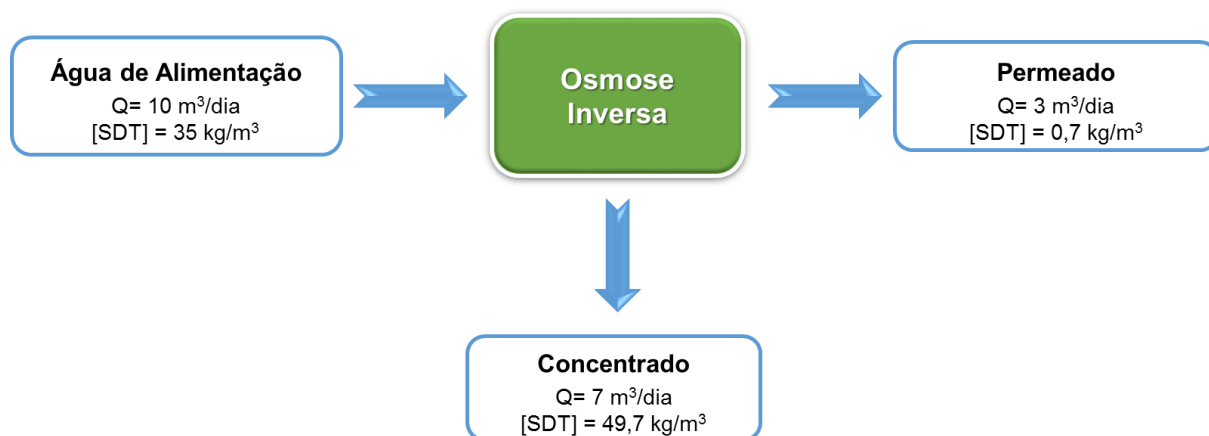 Água de Alimentação
Q= 10 m³/dia
[SDT] = 35 kg/m³
Osmose
Inversa
Permeado
Q= 3 m³/dia
[SDT] = 0,7 kg/m³
Concentrado
Q= 7 m³/dia
[SDT] = 49,7 kg/m³